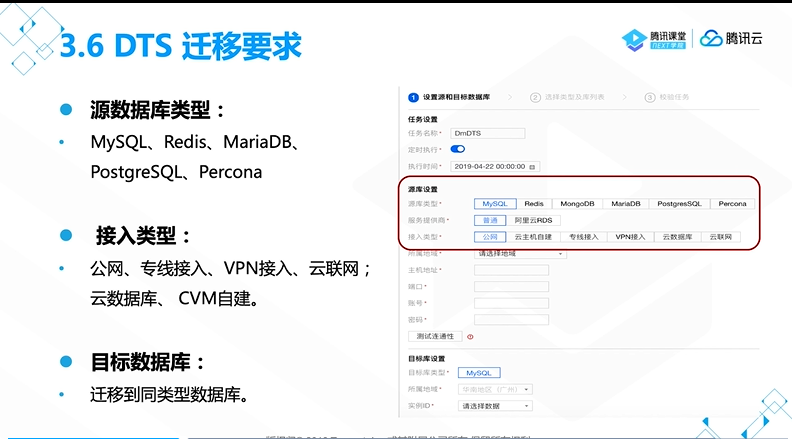 3.6 DTS 迁移要求
腾讯课堂
NEXT学院
腾讯云
源数据库类型：
MySQL、Redis、MariaDB、
PostgreSQL、Percona
接入类型：
公网、专线接入、VPN接入、云联网；
云数据库、 CVM自建。
目标数据库：
迁移到同类型数据库。
1 设置源和目标数据库
2 选择类型及库列表
3 校验任务
任务设置
任务名称* DmDTS
定时执行*
执行时间* 2019-04-22 00:00:00
源库设置
源库类型* MySQL Redis MongoDB MariaDB PostgresSQL Percona
服务提供商* 普通 阿里云RDS
接入类型* 公网 云主机自建 专线接入 VPN接入 云数据库 云联网
所属地域* 请选择地域
主机地址*
端口*
账号*
密码*
测试连通性
目标库设置
目标库类型* MySQL
所属地域* 华南地区（广州）
实例ID* 请选择数据